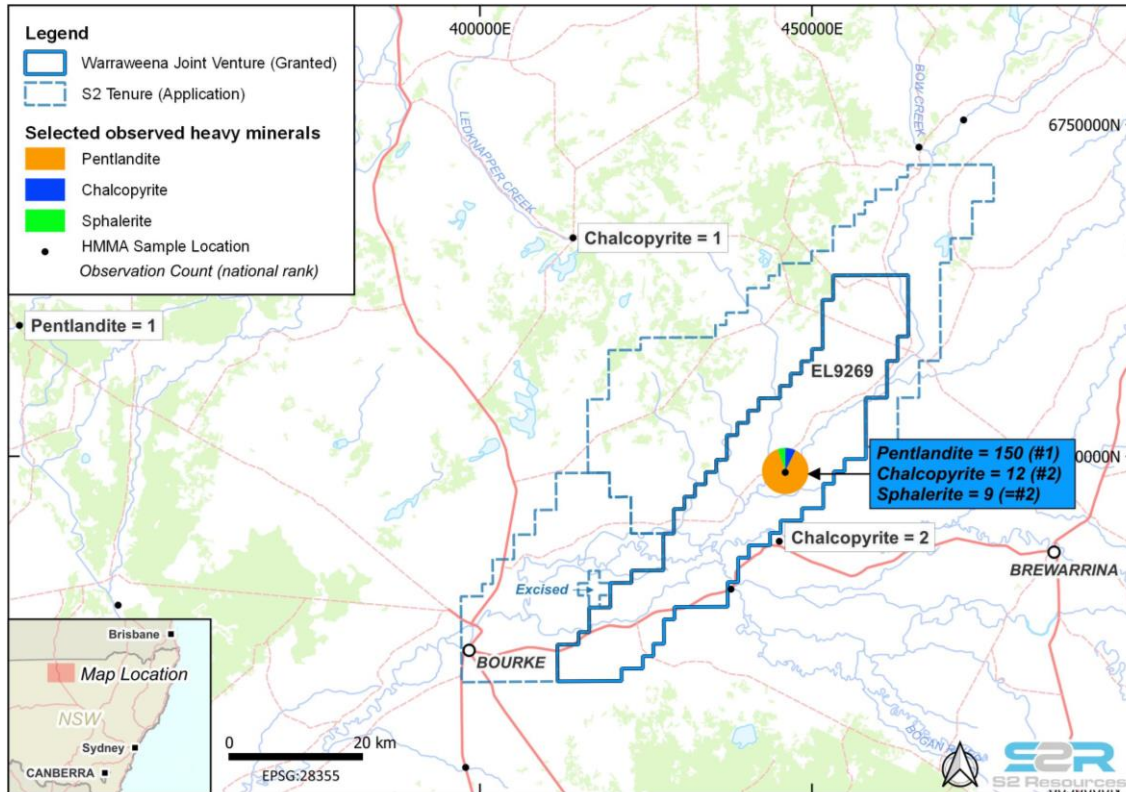 400000E
450000E
Legend
Warraweena Joint Venture (Granted)
S2 Tenure (Application)
Selected observed heavy minerals
Pentlandite
Chalcopyrite
Sphalerite
HMMA Sample Location
Observation Count (national rank)
LEDKNAPPER CREEK
BOW CREEK
6750000N
Chalcopyrite = 1
Pentlandite = 1
EL9269
Pentlandite = 150 (#1)
Chalcopyrite = 12 (#2)
Sphalerite = 9 (=#2)
0000N
Chalcopyrite = 2
BREWARRINA
Excised
BOURKE
Brisbane
Map Location
NSW
Sydney
CANBERRA
0 20 km
EPSG:28355
BOGAN
S2R
S2 Resources